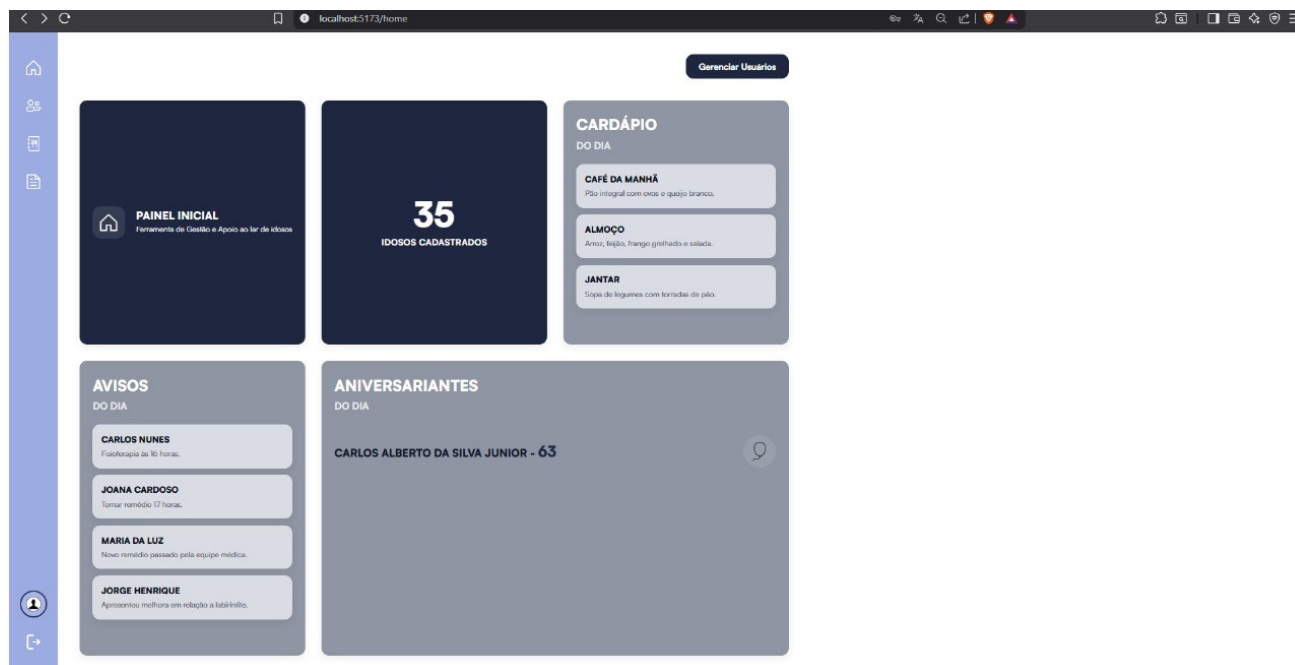 localhost:5173/home
Gerenciar Usuários
PAINEL INICIAL
Ferramenta de Gestão e Apoio ao lar de idosos
35
IDOSOS CADASTRADOS
CARDÁPIO
DO DIA
CAFÉ DA MANHÃ
Pão integral com ovos e queijo branco.
ALMOÇO
Arroz, feijão, frango grelhado e salada.
JANTAR
Sopa de legumes com torradas de pão.
AVISOS
DO DIA
CARLOS NUNES
Fisioterapia às 16 horas.
JOANA CARDOSO
Tomar remédio 17 horas.
MARIA DA LUZ
Novo remédio passado pela equipe médica.
JORGE HENRIQUE
Apresentou melhora em relação a labirintite.
ANIVERSARIANTES
DO DIA
CARLOS ALBERTO DA SILVA JUNIOR - 63